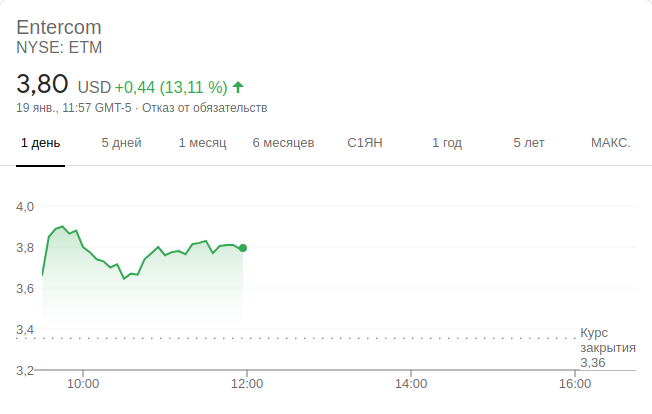 Entercom
NYSE: ETM
3,80 USD +0,44 (13,11 %)
19 янв., 11:57 GMT-5 · Отказ от обязательств
1 день 5 дней 1 месяц 6 месяцев С1ЯН 1 год 5 лет МАКС.
4,0
3,8
3,6
3,4
Курс
закрытия
3,36
3,2
10:00 12:00 14:00 16:00